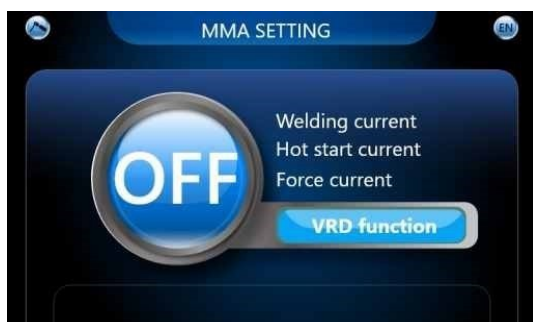 MMA SETTING
EN
Welding current
Hot start current
OFF
Force current
VRD function